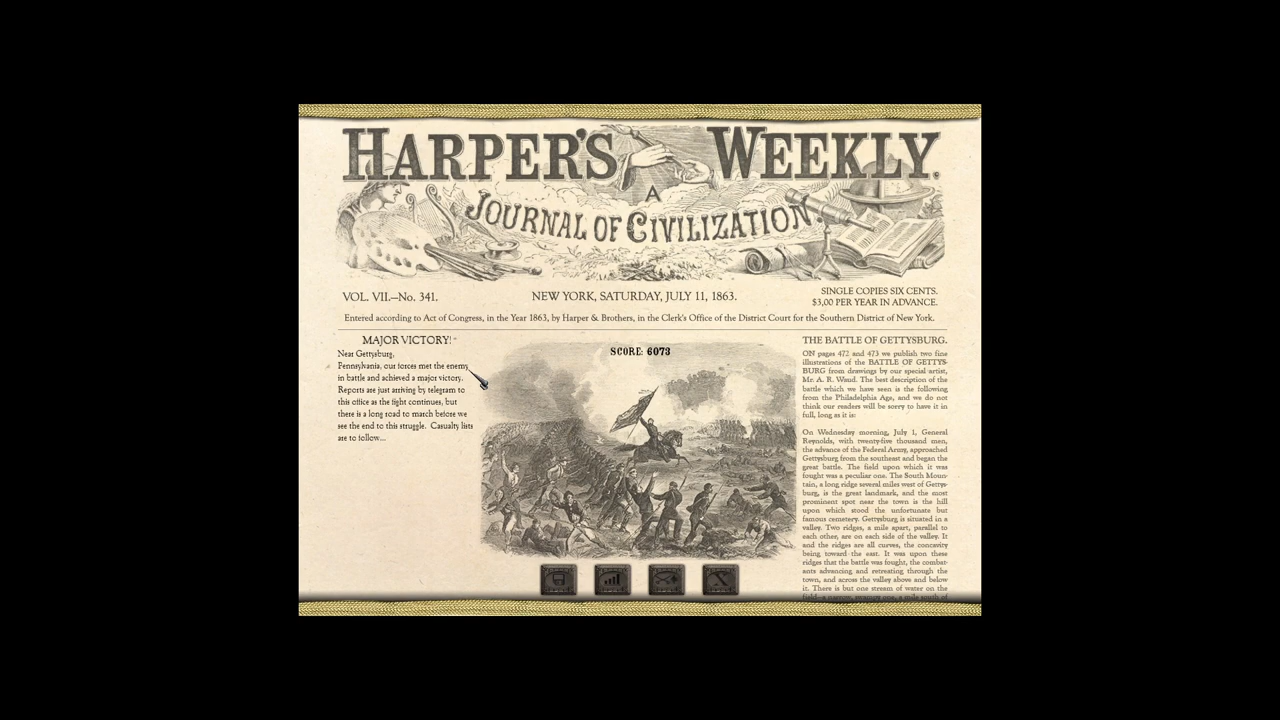 HARPER'S WEEKLY.
A
JOURNAL OF CIVILIZATION
VOL. VII.—No. 341.
NEW YORK, SATURDAY, JULY 11, 1863.
SINGLE COPIES SIX CENTS.
$3,00 PER YEAR IN ADVANCE.
Entered according to Act of Congress, in the Year 1863, by Harper & Brothers, in the Clerk's Office of the District Court for the Southern District of New York.
MAJOR VICTORY!
Near Gettysburg,
Pennsylvania, our forces met the enemy
in battle and achieved a major victory.
Reports are just arriving by telegram to
this office as the fight continues, but
there is a long road to march before we
see the end to this struggle. Casualty lists
are to follow...
SCORE: 6073
THE BATTLE OF GETTYSBURG.
ON pages 472 and 473 we publish two fine
illustrations of the BATTLE OF GETTYS-
BURG from drawings by our special artist,
Mr. A. R. Waud. The best description of the
battle which we have seen is the following
from the Philadelphia Age, and we do not
think our readers will be sorry to have it in
full, long as it is:
On Wednesday morning, July 1, General
Reynolds, with twenty-five thousand men,
the advance of the Federal Army, approached
Gettysburg from the southeast and began the
great battle. The field upon which it was
fought was a peculiar one. The South Moun-
tain, a long ridge several miles west of Gettys-
burg, is the great landmark, and the most
prominent spot near the town is the hill
upon which stood the unfortunate but
famous cemetery. Gettysburg is situated in a
valley. Two ridges, a mile apart, parallel to
each other, are on each side of the valley. It
and the ridges are all curves, the concavity
being toward the east. It was upon these
ridges that the battle was fought, the combat-
ants advancing and retreating through the
town, and across the valley above and below
it. There is but one stream of water on the
field—a narrow, swampy one, a mile south of
X